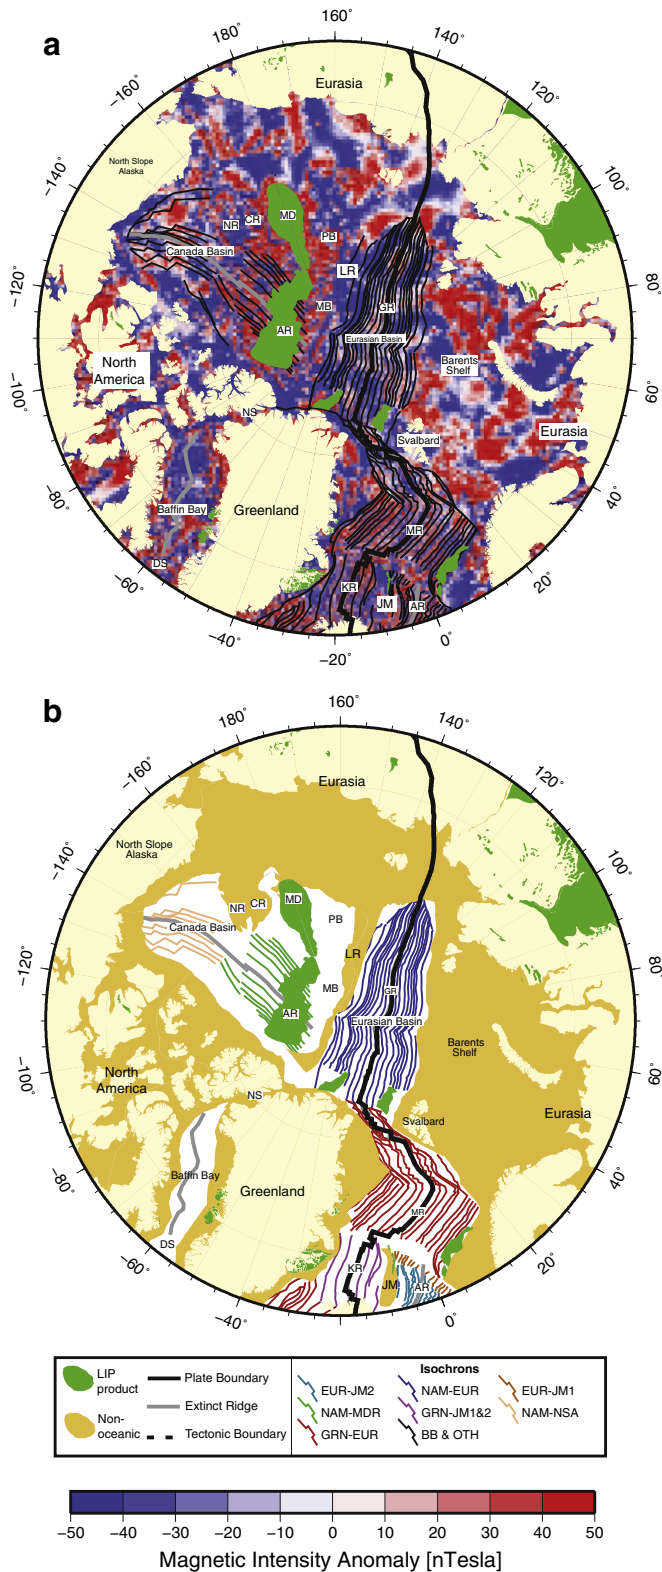 a
160°
180°
140°
−160°
120°
−140°
100°
−120°
80°
−100°
60°
−80°
40°
−60°
20°
−40°
0°
−20°
Eurasia
North Slope
Alaska
NR
CR
MD
PB
Canada Basin
LR
MB
GR
AR
Eurasian Basin
North
America
Barents
Shelf
NS
Svalbard
Eurasia
Baffin Bay
Greenland
MR
DS
KR
JM
AR
b
160°
180°
140°
−160°
120°
−140°
100°
−120°
80°
−100°
60°
−80°
40°
−60°
20°
−40°
0°
Eurasia
North Slope
Alaska
NR
CR
MD
PB
Canada Basin
LR
MB
GR
AR
Eurasian Basin
Barents
Shelf
North
America
NS
Svalbard
Eurasia
Baffin Bay
Greenland
MR
DS
KR
JM
AR
LIP
product
Plate Boundary
Non-
oceanic
Extinct Ridge
Tectonic Boundary
Isochrons
EUR-JM2
NAM-EUR
EUR-JM1
NAM-MDR
GRN-JM1&2
NAM-NSA
GRN-EUR
BB & OTH
−50 −40 −30 −20 −10 0 10 20 30 40 50
Magnetic Intensity Anomaly [nTesla]